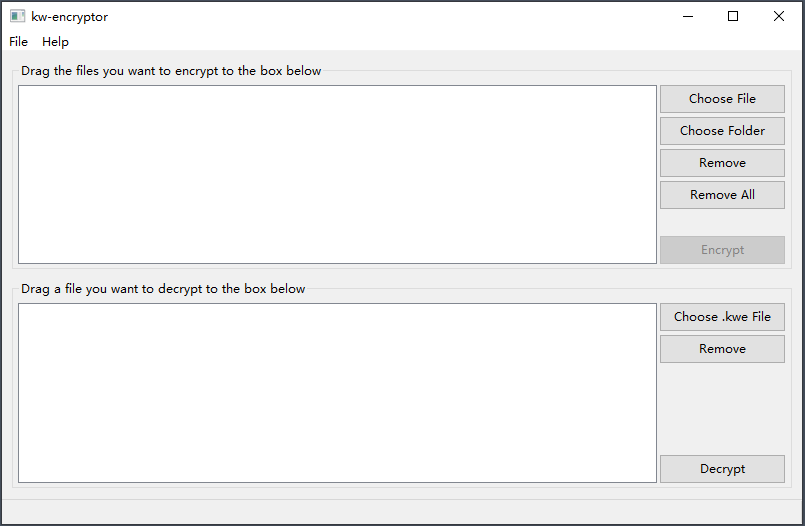 kw-encryptor
File Help
Drag the files you want to encrypt to the box below
Choose File
Choose Folder
Remove
Remove All
Encrypt
Drag a file you want to decrypt to the box below
Choose .kwe File
Remove
Decrypt